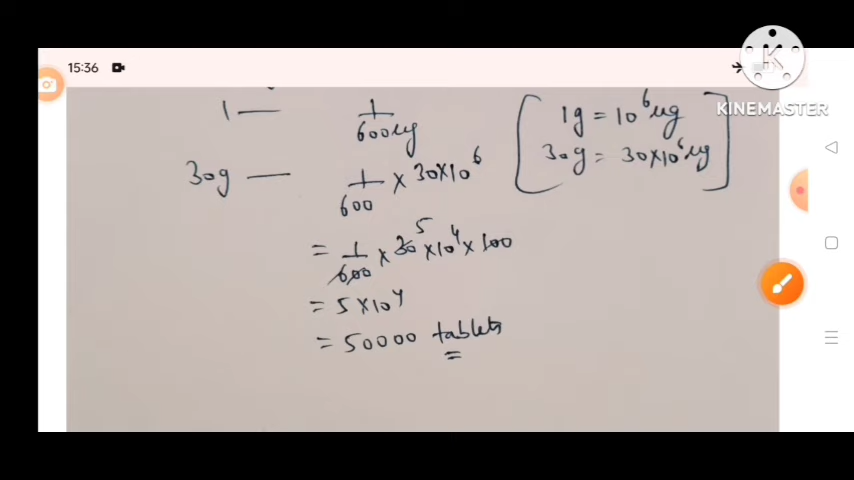 15:36
KINEMASTER
1 — 1/600μg [ 1g = 10⁶μg
30g — 1/600 × 30×10⁶ 30g = 30×10⁶μg ]
= 1/600 × 30 5 ×10⁴ × 100
= 5×10⁴
= 50000 tablets
=